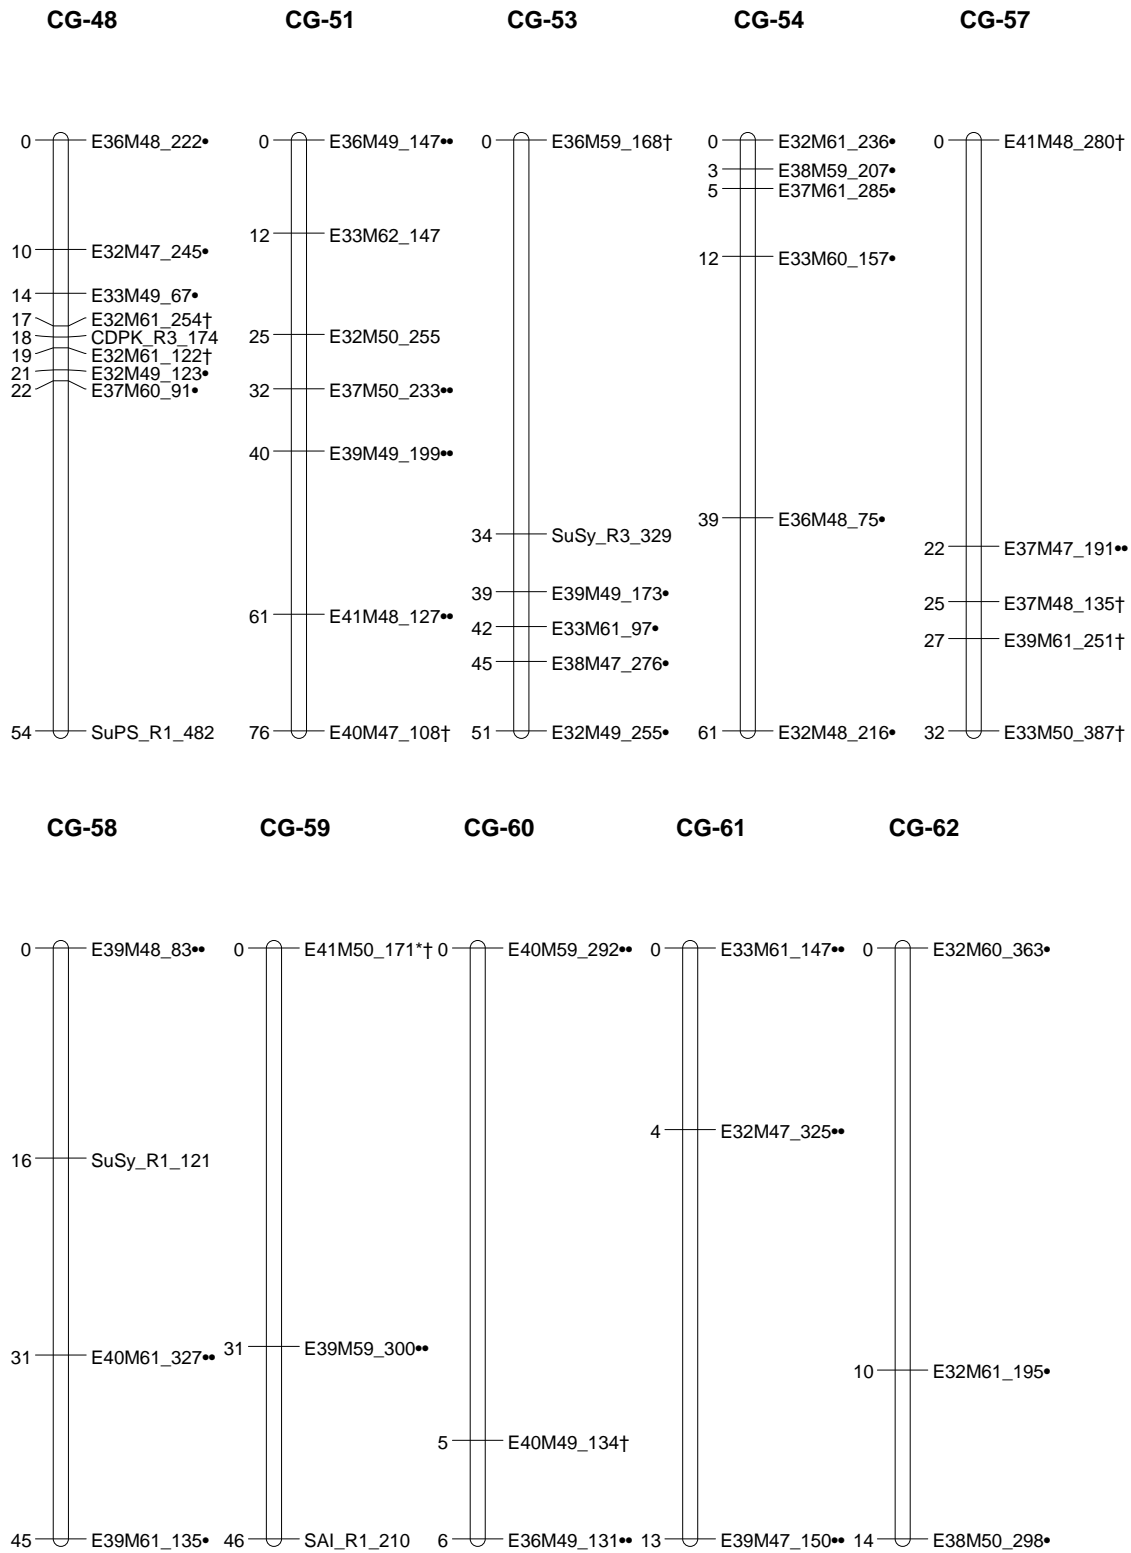 CG-48 CG-51 CG-53 CG-54 CG-57
0 E36M48_222•
10 E32M47_245•
14 E33M49_67•
17 E32M61_254†
18 CDPK_R3_174
19 E32M61_122†
21 E32M49_123•
22 E37M60_91•
54 SuPS_R1_482
0 E36M49_147••
12 E33M62_147
25 E32M50_255
32 E37M50_233••
40 E39M49_199••
61 E41M48_127••
76 E40M47_108†
0 E36M59_168†
34 SuSy_R3_329
39 E39M49_173•
42 E33M61_97•
45 E38M47_276•
51 E32M49_255•
0 E32M61_236•
3 E38M59_207•
5 E37M61_285•
12 E33M60_157•
39 E36M48_75•
61 E32M48_216•
0 E41M48_280†
22 E37M47_191••
25 E37M48_135†
27 E39M61_251†
32 E33M50_387†
CG-58 CG-59 CG-60 CG-61 CG-62
0 E39M48_83••
16 SuSy_R1_121
31 E40M61_327••
45 E39M61_135•
0 E41M50_171*†
31 E39M59_300••
46 SAI_R1_210
0 E40M59_292••
5 E40M49_134†
6 E36M49_131••
0 E33M61_147••
4 E32M47_325••
13 E39M47_150••
0 E32M60_363•
10 E32M61_195•
14 E38M50_298•